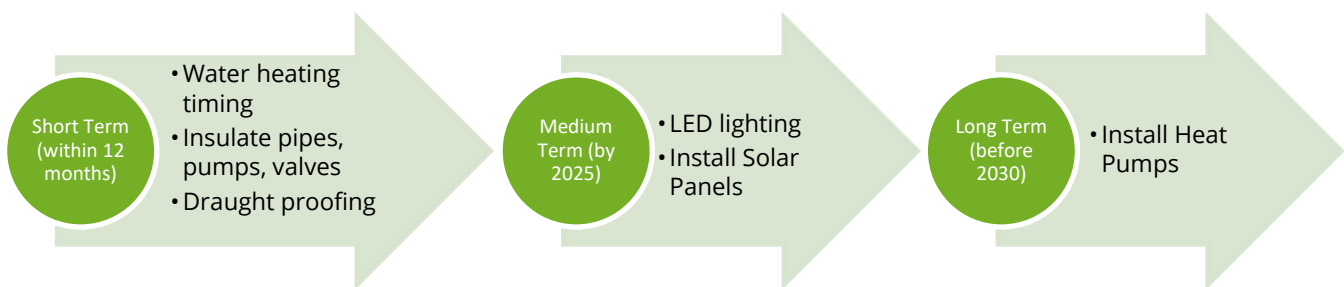 Short Term
(within 12
months)
•Water heating
timing
•Insulate pipes,
pumps, valves
•Draught proofing
Medium
Term (by
2025)
•LED lighting
•Install Solar
Panels
Long Term
(before
2030)
•Install Heat
Pumps